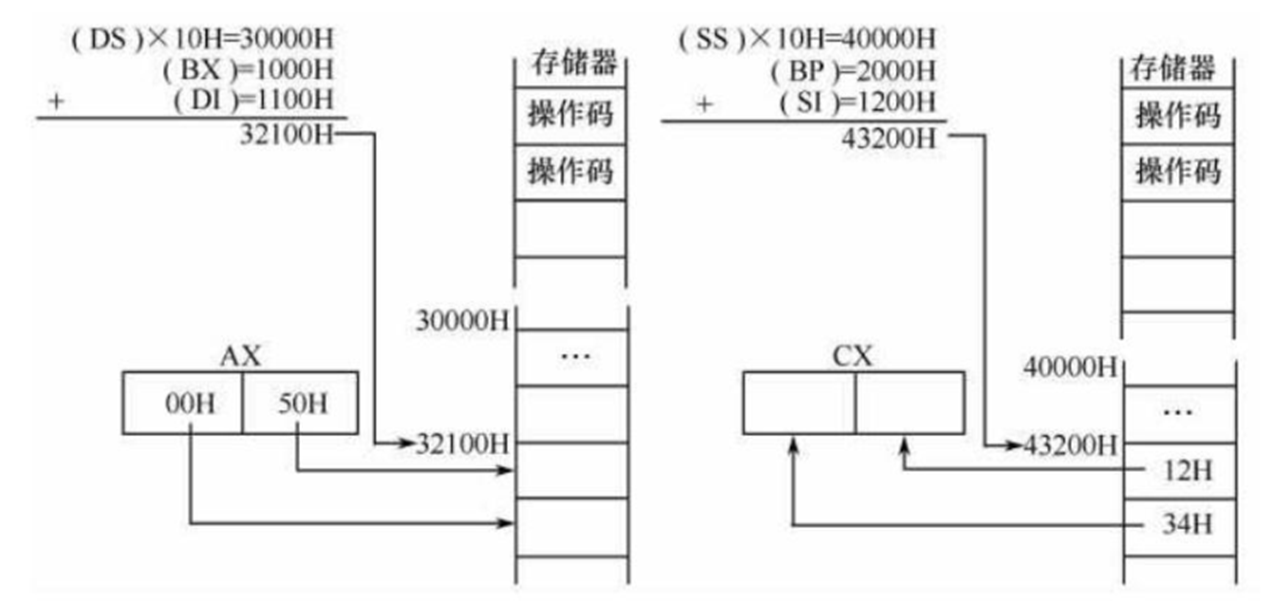 ( DS )×10H=30000H
( BX )=1000H
+ ( DI )=1100H
32100H
存储器
操作码
操作码
30000H
…
AX
00H 50H
32100H
( SS )×10H=40000H
( BP )=2000H
+ ( SI )=1200H
43200H
存储器
操作码
操作码
40000H
…
CX
43200H
12H
34H